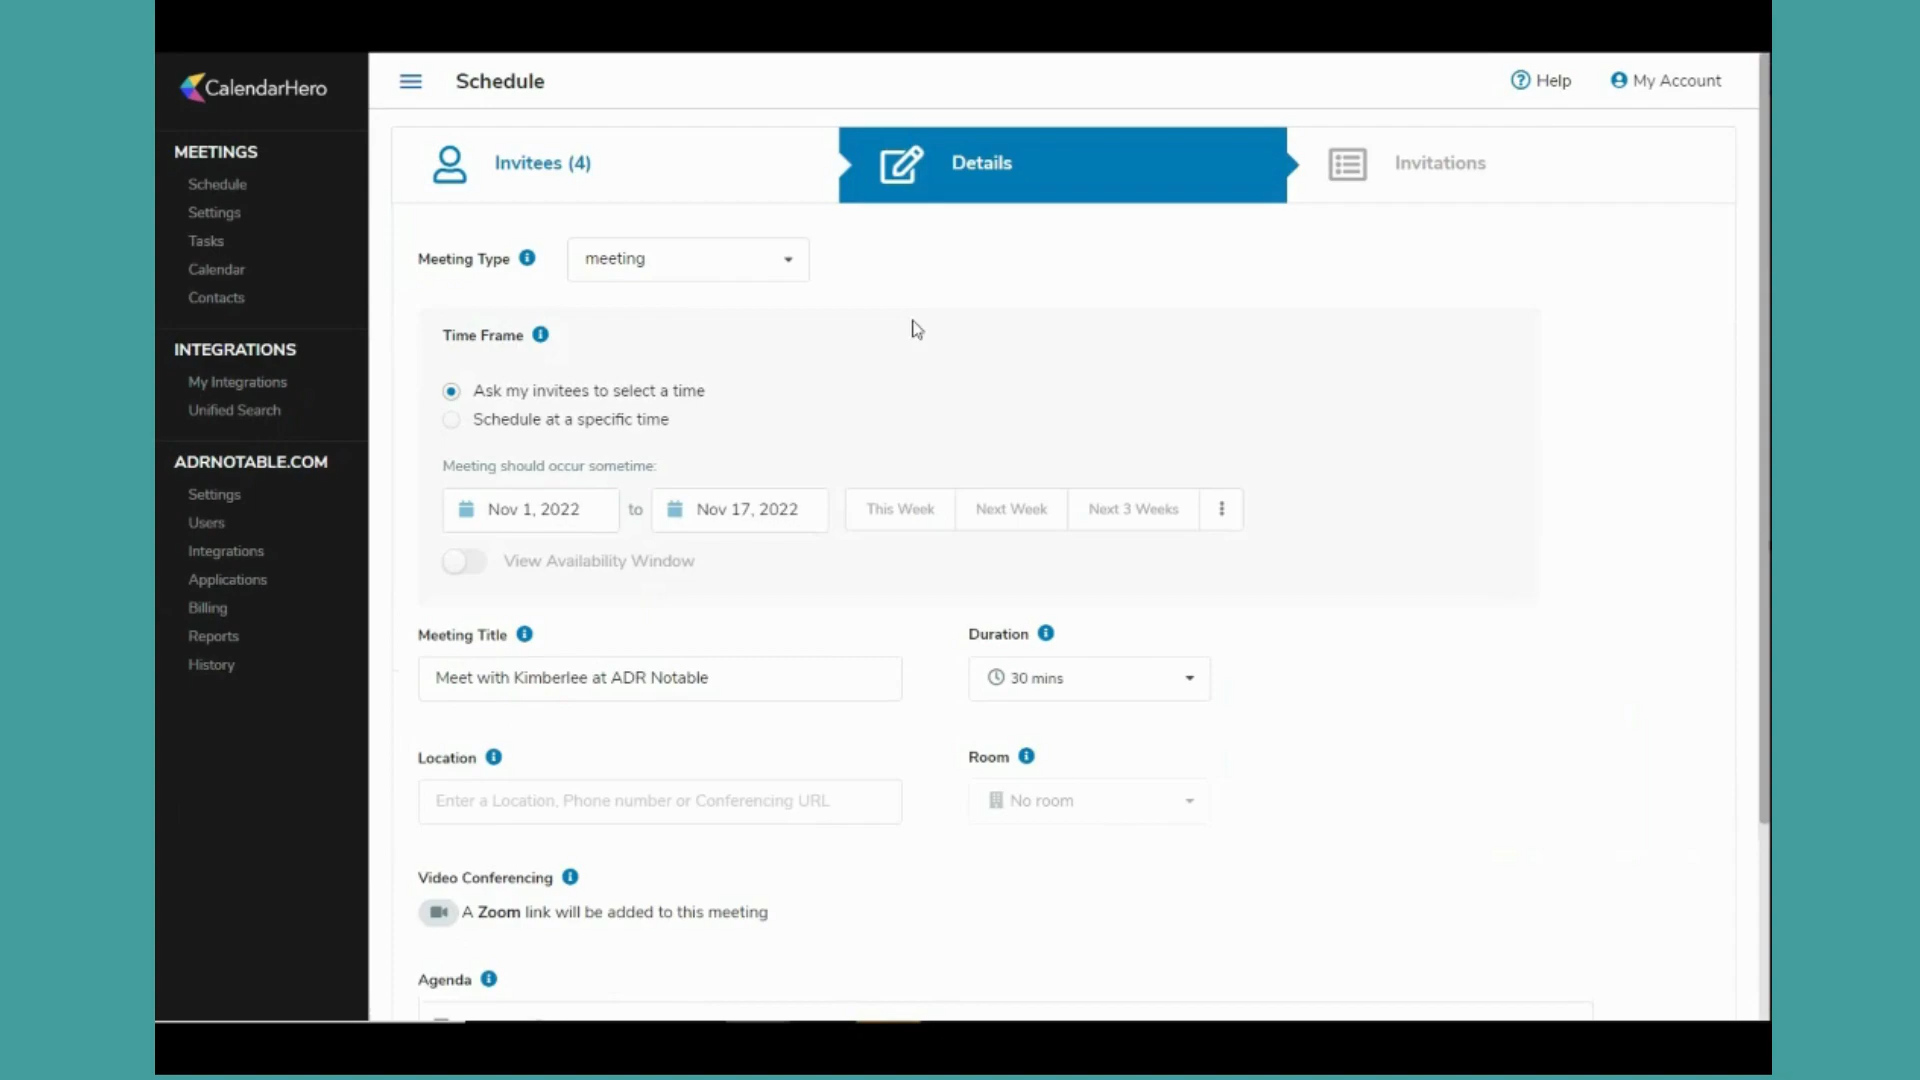 CalendarHero
Schedule
Help
My Account
MEETINGS
Schedule
Settings
Tasks
Calendar
Contacts
INTEGRATIONS
My Integrations
Unified Search
ADRNOTABLE.COM
Settings
Users
Integrations
Applications
Billing
Reports
History
Invitees (4)
Details
Invitations
Meeting Type
meeting
Time Frame
Ask my invitees to select a time
Schedule at a specific time
Meeting should occur sometime:
Nov 1, 2022 to Nov 17, 2022 This Week Next Week Next 3 Weeks
View Availability Window
Meeting Title
Duration
Meet with Kimberlee at ADR Notable
30 mins
Location
Room
Enter a Location, Phone number or Conferencing URL
No room
Video Conferencing
A Zoom link will be added to this meeting
Agenda